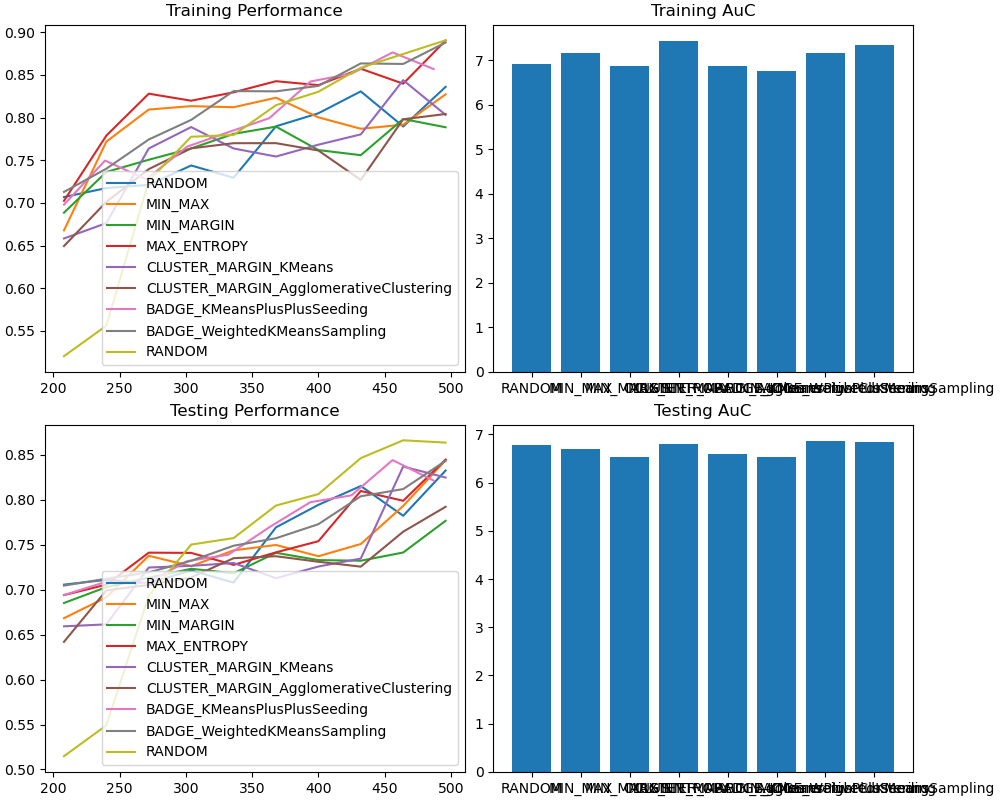 Training Performance
0.90
0.85
0.80
0.75
0.70
0.65
0.60
0.55
RANDOM
MIN_MAX
MIN_MARGIN
MAX_ENTROPY
CLUSTER_MARGIN_KMeans
CLUSTER_MARGIN_AgglomerativeClustering
BADGE_KMeansPlusPlusSeeding
BADGE_WeightedKMeansSampling
RANDOM
200 250 300 350 400 450 500
Training AuC
7
6
5
4
3
2
1
0
RANDOM
Testing Performance
0.85
0.80
0.75
0.70
0.65
0.60
0.55
0.50
RANDOM
MIN_MAX
MIN_MARGIN
MAX_ENTROPY
CLUSTER_MARGIN_KMeans
CLUSTER_MARGIN_AgglomerativeClustering
BADGE_KMeansPlusPlusSeeding
BADGE_WeightedKMeansSampling
RANDOM
200 250 300 350 400 450 500
Testing AuC
7
6
5
4
3
2
1
0
RANDOM